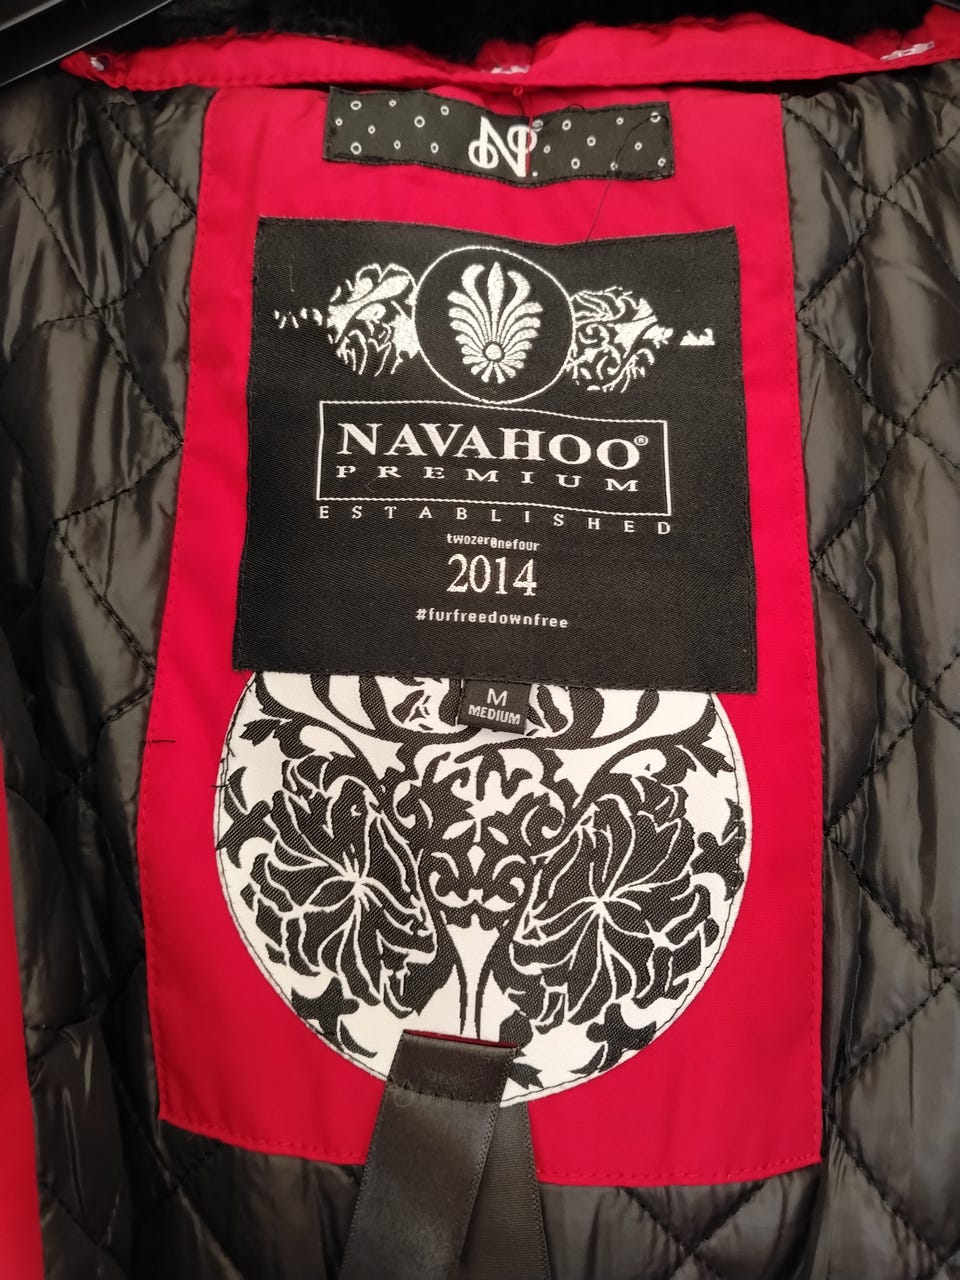 N.
NAVAHOO®
PREMIUM
ESTABLISHED
twozer0nefour
2014
#furfreedownfree
M
MEDIUM